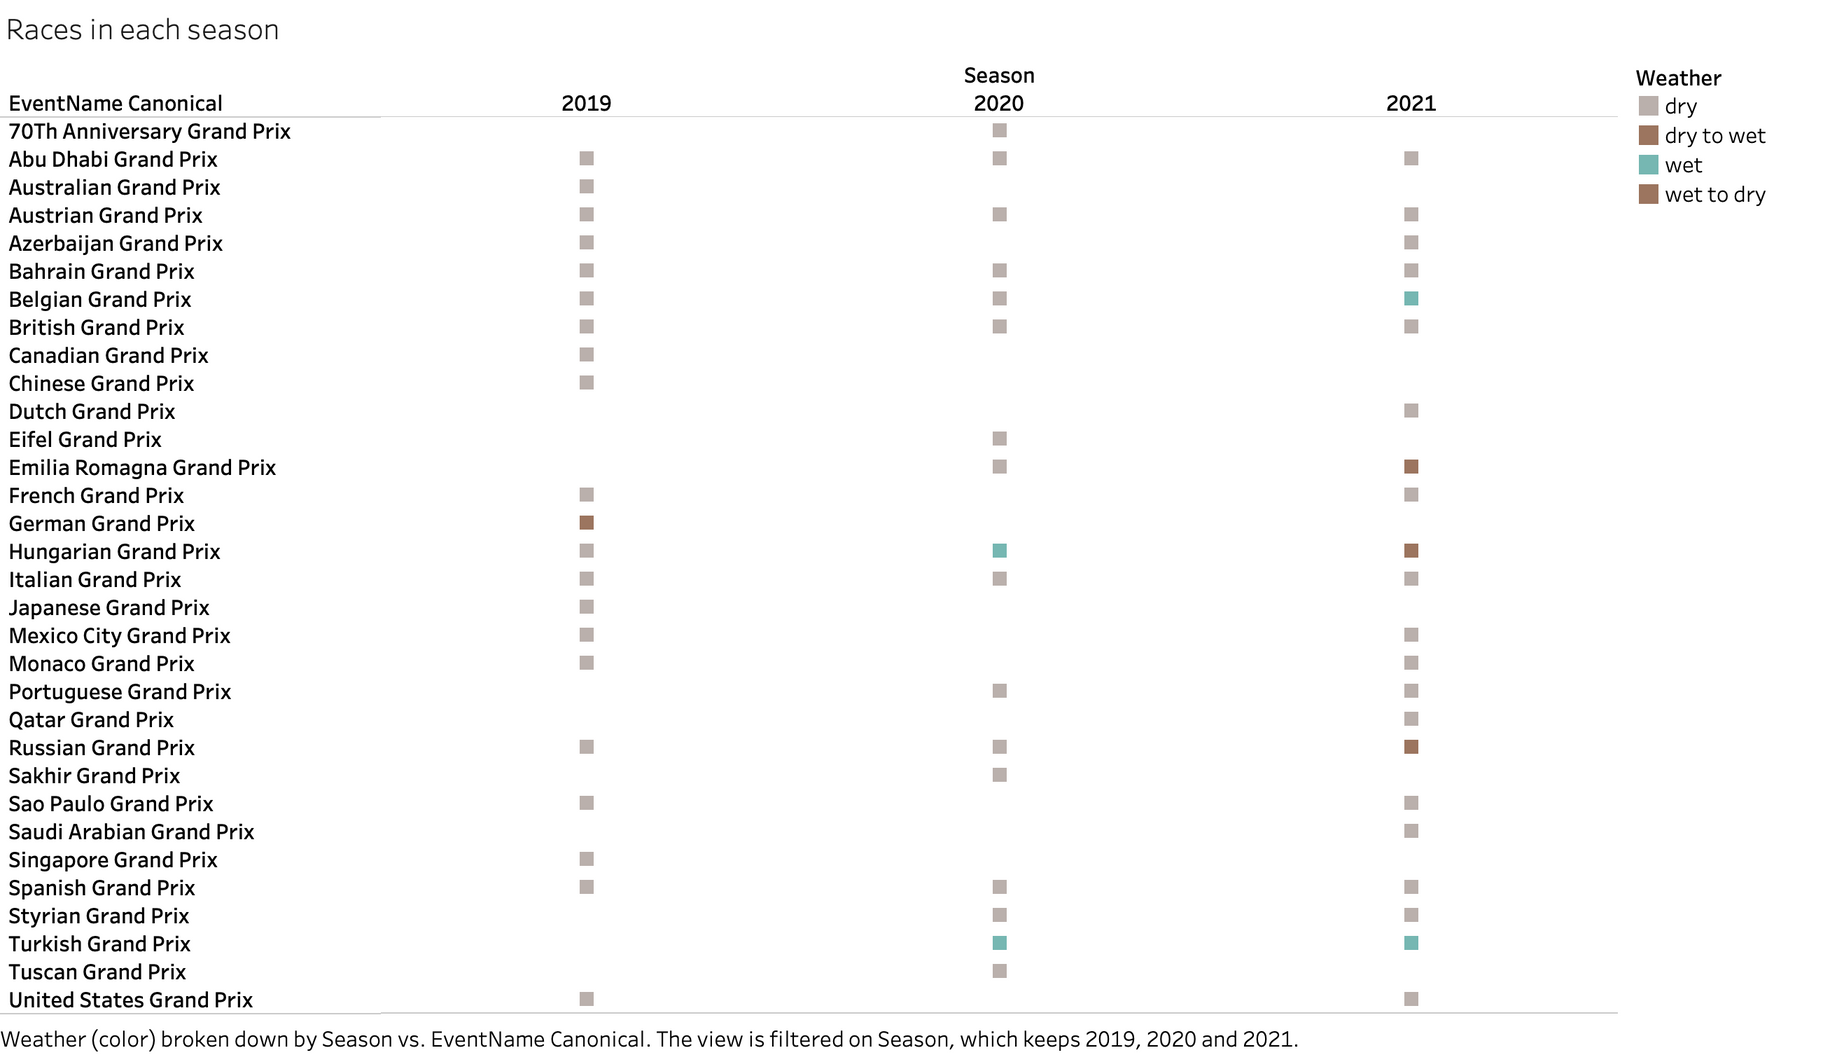 Races in each season
Season
EventName Canonical 2019 2020 2021
70Th Anniversary Grand Prix
Abu Dhabi Grand Prix
Australian Grand Prix
Austrian Grand Prix
Azerbaijan Grand Prix
Bahrain Grand Prix
Belgian Grand Prix
British Grand Prix
Canadian Grand Prix
Chinese Grand Prix
Dutch Grand Prix
Eifel Grand Prix
Emilia Romagna Grand Prix
French Grand Prix
German Grand Prix
Hungarian Grand Prix
Italian Grand Prix
Japanese Grand Prix
Mexico City Grand Prix
Monaco Grand Prix
Portuguese Grand Prix
Qatar Grand Prix
Russian Grand Prix
Sakhir Grand Prix
Sao Paulo Grand Prix
Saudi Arabian Grand Prix
Singapore Grand Prix
Spanish Grand Prix
Styrian Grand Prix
Turkish Grand Prix
Tuscan Grand Prix
United States Grand Prix
Weather
dry
dry to wet
wet
wet to dry
Weather (color) broken down by Season vs. EventName Canonical. The view is filtered on Season, which keeps 2019, 2020 and 2021.